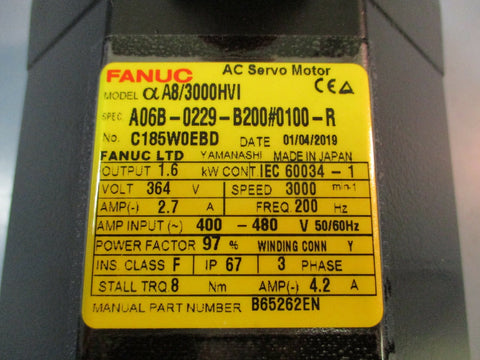 FANUC AC Servo Motor
MODEL α A8/3000HVI CE
SPEC. A06B-0229-B200#0100-R
No. C185W0EBD DATE 01/04/2019
FANUC LTD YAMANASHI MADE IN JAPAN
OUTPUT 1.6 kW CONT IEC 60034-1
VOLT 364 V SPEED 3000 min-1
AMP(~) 2.7 A FREQ. 200 Hz
AMP INPUT (~) 400 - 480 V 50/60Hz
POWER FACTOR 97 % WINDING CONN Y
INS. CLASS F IP 67 3 PHASE
STALL TRQ 8 Nm AMP(~) 4.2 A
MANUAL PART NUMBER B65262EN